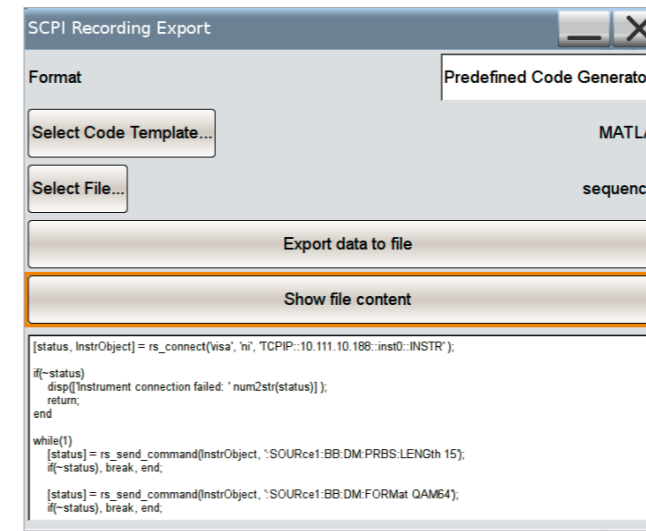 SCPI Recording Export
Format
Predefined Code Generato
Select Code Template...
MATLA
Select File...
sequenc
Export data to file
Show file content
[status, InstrObject] = rs_connect('visa', 'ni', 'TCPIP::10.111.10.188::inst0::INSTR' );
if(~status)
disp(['Instrument connection failed: ' num2str(status)] );
return;
end
while(1)
[status] = rs_send_command(InstrObject, ':SOURce1:BB:DM:PRBS:LENGth 15');
if(~status), break, end;
[status] = rs_send_command(InstrObject, ':SOURce1:BB:DM:FORMat QAM64');
if(~status), break, end;